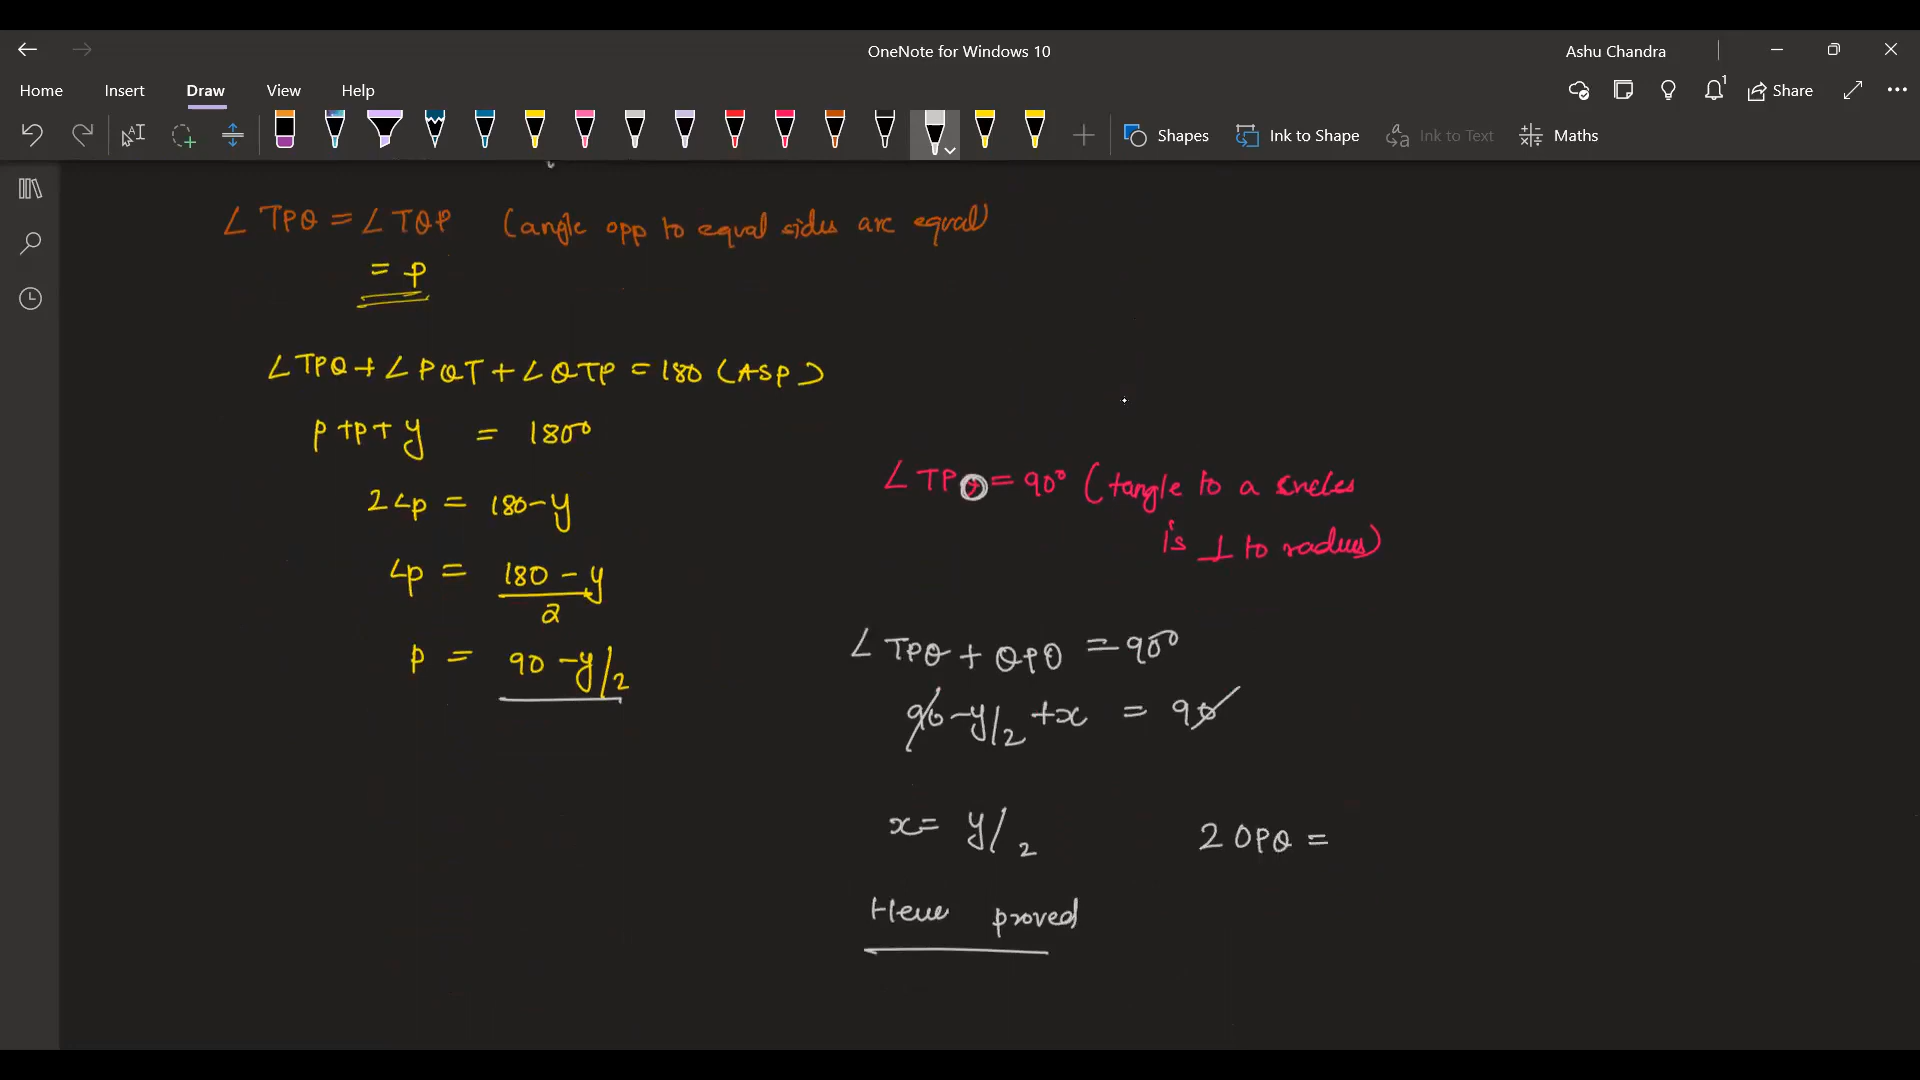 OneNote for Windows 10
Ashu Chandra
Home Insert Draw View Help
1 Share
Shapes Ink to Shape Ink to Text Maths
∠TPQ = ∠TQP (angle opp to equal sides are equal)
= p
∠TPQ + ∠PQT + ∠QTP = 180 (ASP)
p+p+y = 180°
2∠p = 180-y
∠p = 180 - y
2
p = 90 - y/2
∠TPO = 90° (tangle to a circles
is ⊥ to radius)
∠TPQ + QPO = 90°
90 - y/2 + x = 90
x = y/2
2 OPQ =
Hence proved